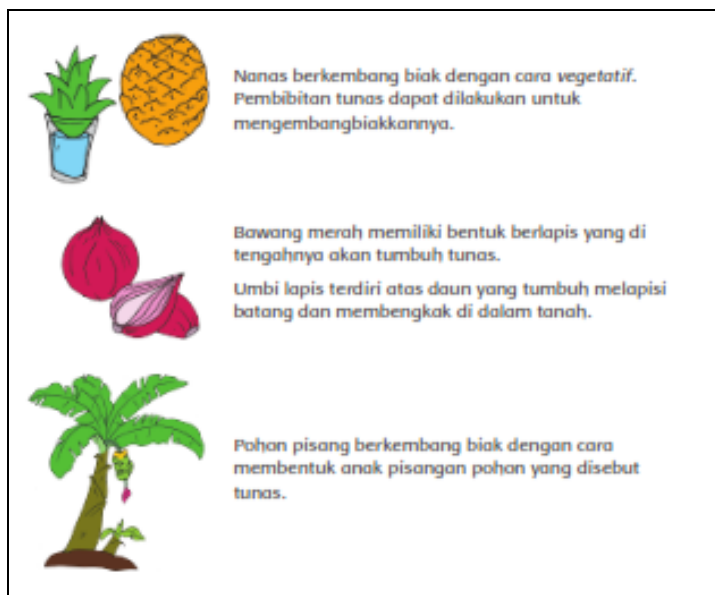 Nanas berkembang biak dengan cara vegetatif.
Pembibitan tunas dapat dilakukan untuk
mengembangbiakkannya.
Bawang merah memiliki bentuk berlapis yang di
tengahnya akan tumbuh tunas.
Umbi lapis terdiri atas daun yang tumbuh melapisi
batang dan membengkak di dalam tanah.
Pohon pisang berkembang biak dengan cara
membentuk anak pisangan pohon yang disebut
tunas.